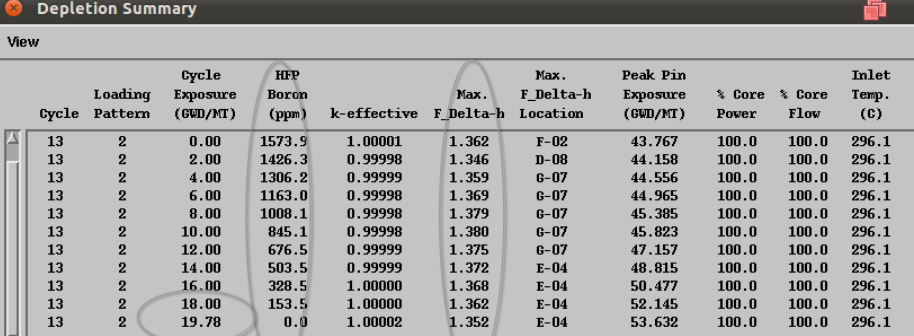 Depletion Summary
View
Cycle HFP Max. Peak Pin Inlet
Loading Exposure Boron Max. F_Delta-h Exposure % Core % Core Temp.
Cycle Pattern (GWD/MT) (ppm) k-effective F_Delta-h Location (GWD/MT) Power Flow (C)
13 2 0.00 1573.9 1.00001 1.362 F-02 43.767 100.0 100.0 296.1
13 2 2.00 1426.3 0.99998 1.346 D-08 44.158 100.0 100.0 296.1
13 2 4.00 1306.2 0.99999 1.359 G-07 44.556 100.0 100.0 296.1
13 2 6.00 1163.0 0.99998 1.369 G-07 44.965 100.0 100.0 296.1
13 2 8.00 1008.1 0.99998 1.379 G-07 45.385 100.0 100.0 296.1
13 2 10.00 845.1 0.99998 1.380 G-07 45.823 100.0 100.0 296.1
13 2 12.00 676.5 0.99999 1.375 G-07 47.157 100.0 100.0 296.1
13 2 14.00 503.5 0.99999 1.372 E-04 48.815 100.0 100.0 296.1
13 2 16.00 328.5 1.00000 1.368 E-04 50.477 100.0 100.0 296.1
13 2 18.00 153.5 1.00000 1.362 E-04 52.145 100.0 100.0 296.1
13 2 19.78 0.0 1.00002 1.352 E-04 53.632 100.0 100.0 296.1